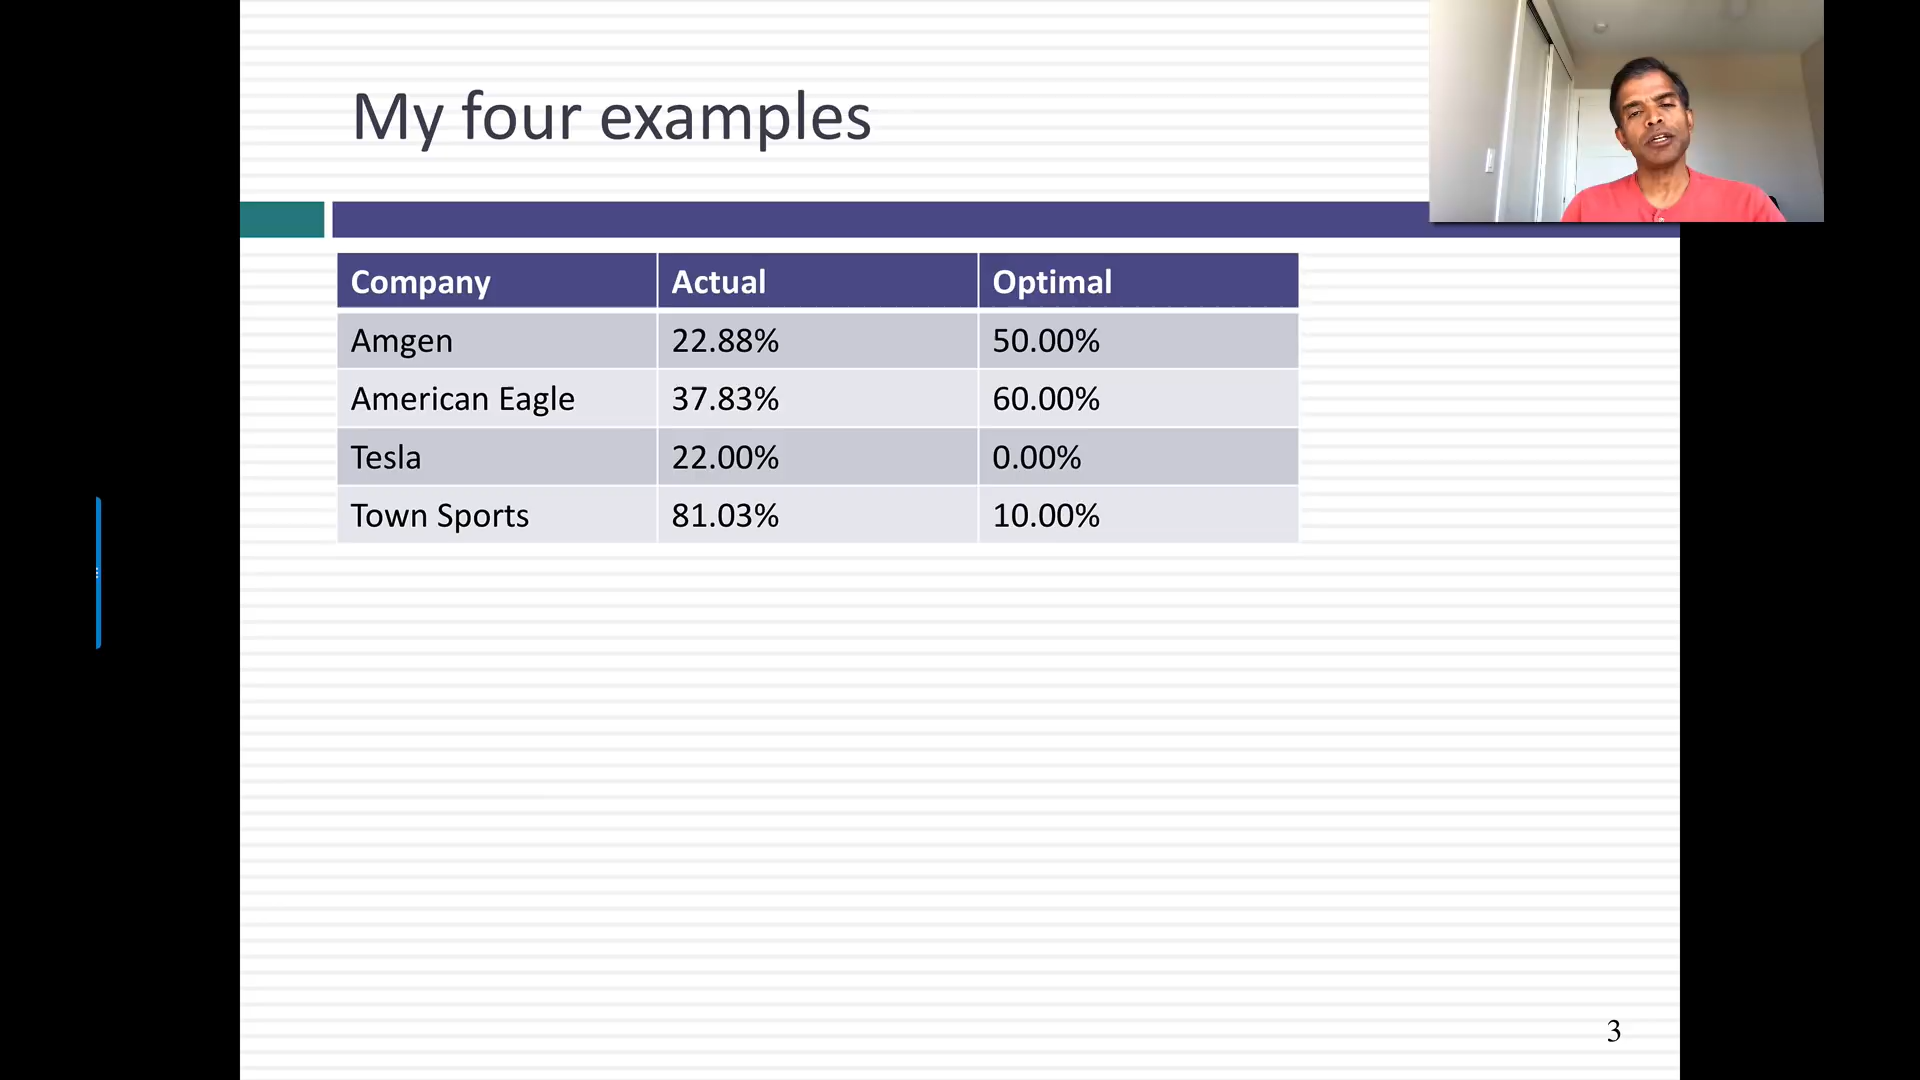 My four examples
Company Actual Optimal
Amgen 22.88% 50.00%
American Eagle 37.83% 60.00%
Tesla 22.00% 0.00%
Town Sports 81.03% 10.00%
3